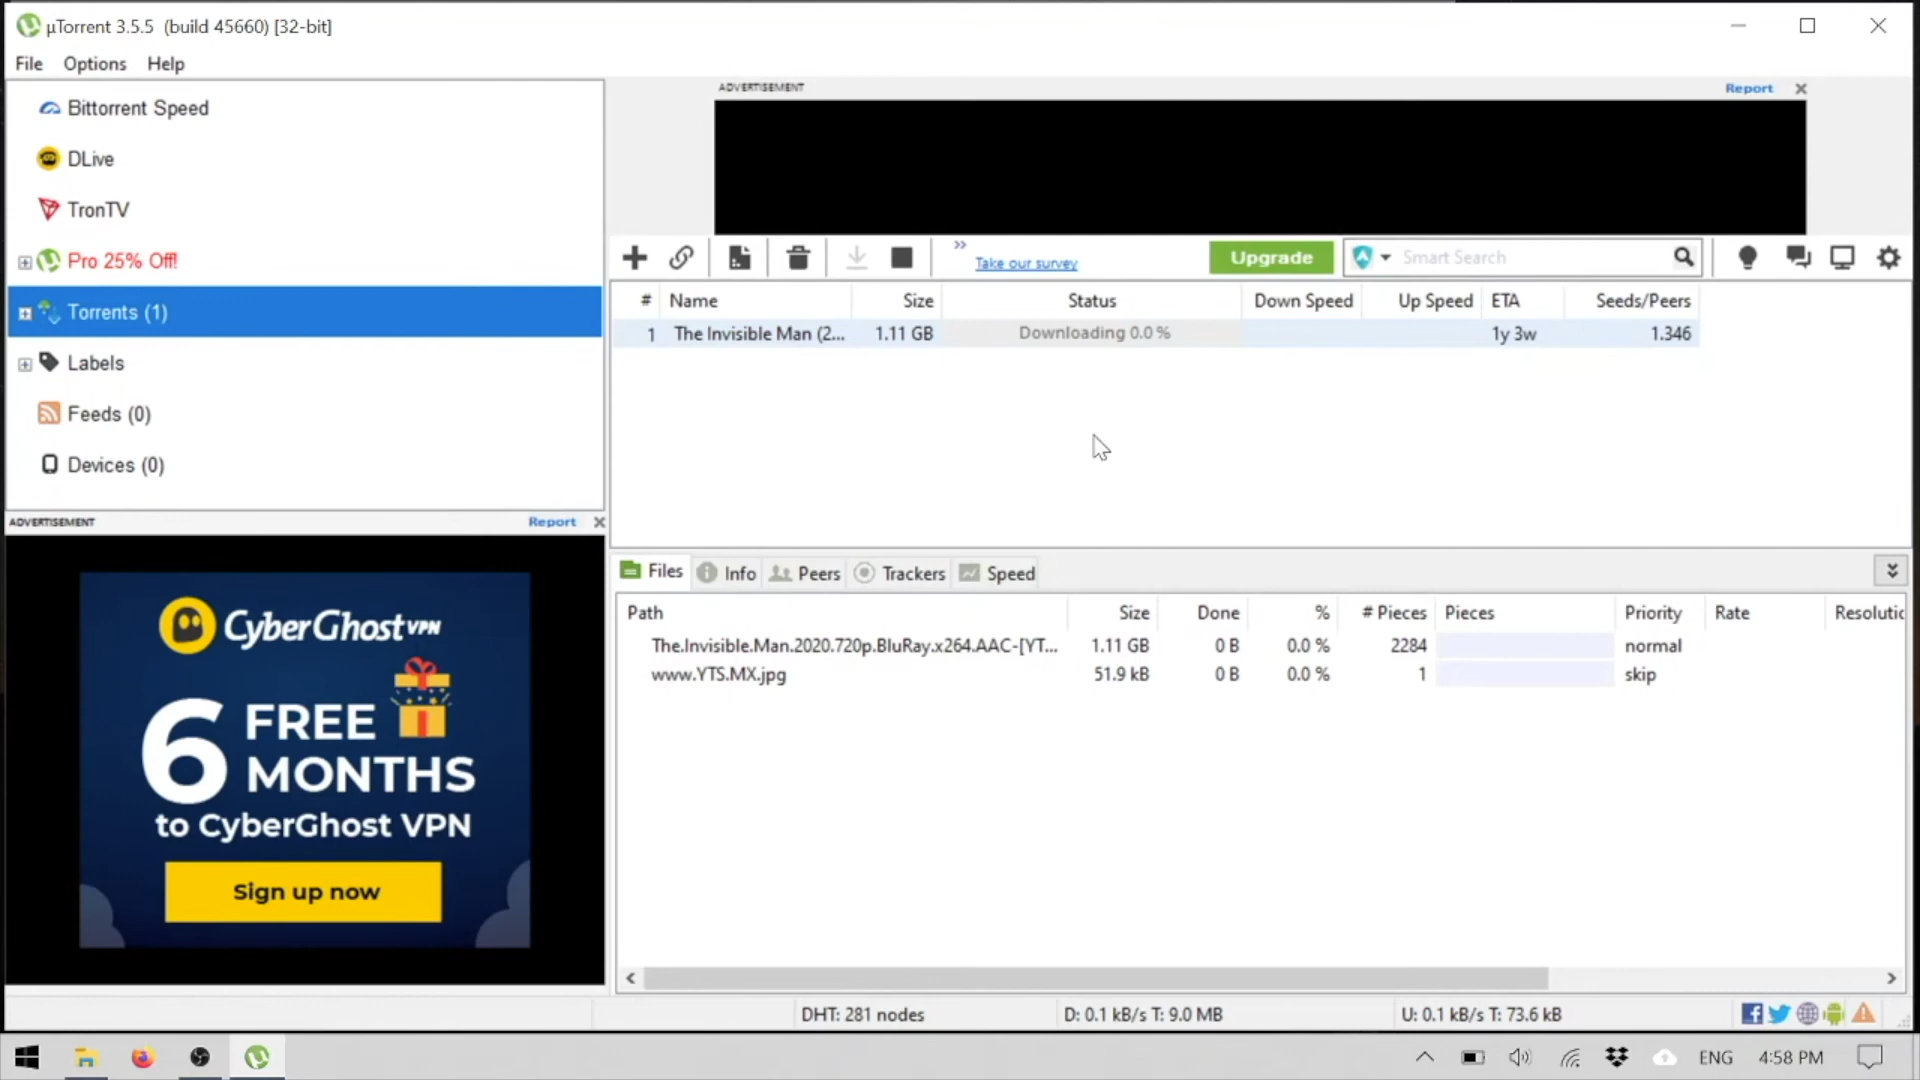 µTorrent 3.5.5 (build 45660) [32-bit]
File Options Help
Bittorrent Speed
DLive
TronTV
Pro 25% Off!
Torrents (1)
Labels
Feeds (0)
Devices (0)
ADVERTISEMENT Report
CyberGhost VPN
6 FREE
MONTHS
to CyberGhost VPN
Sign up now
ADVERTISEMENT Report
Take our survey Upgrade Smart Search
# Name Size Status Down Speed Up Speed ETA Seeds/Peers
1 The Invisible Man (2... 1.11 GB Downloading 0.0 % 1y 3w 1.346
Files Info Peers Trackers Speed
Path Size Done % # Pieces Pieces Priority Rate Resolutic
The.Invisible.Man.2020.720p.BluRay.x264.AAC-[YT... 1.11 GB 0 B 0.0 % 2284 normal
www.YTS.MX.jpg 51.9 kB 0 B 0.0 % 1 skip
DHT: 281 nodes D: 0.1 kB/s T: 9.0 MB U: 0.1 kB/s T: 73.6 kB
ENG 4:58 PM